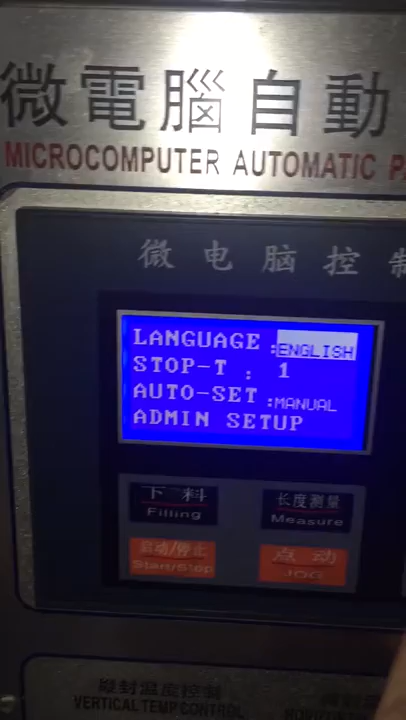 微電腦自動
MICROCOMPUTER AUTOMATIC P
微电脑控制
LANGUAGE :ENGLISH
STOP-T : 1
AUTO-SET :MANUAL
ADMIN SETUP
下料
Filling
长度测量
Measure
启动/停止
Start/Stop
点动
JOG
縱封温度控制
VERTICAL TEMP CONTROL